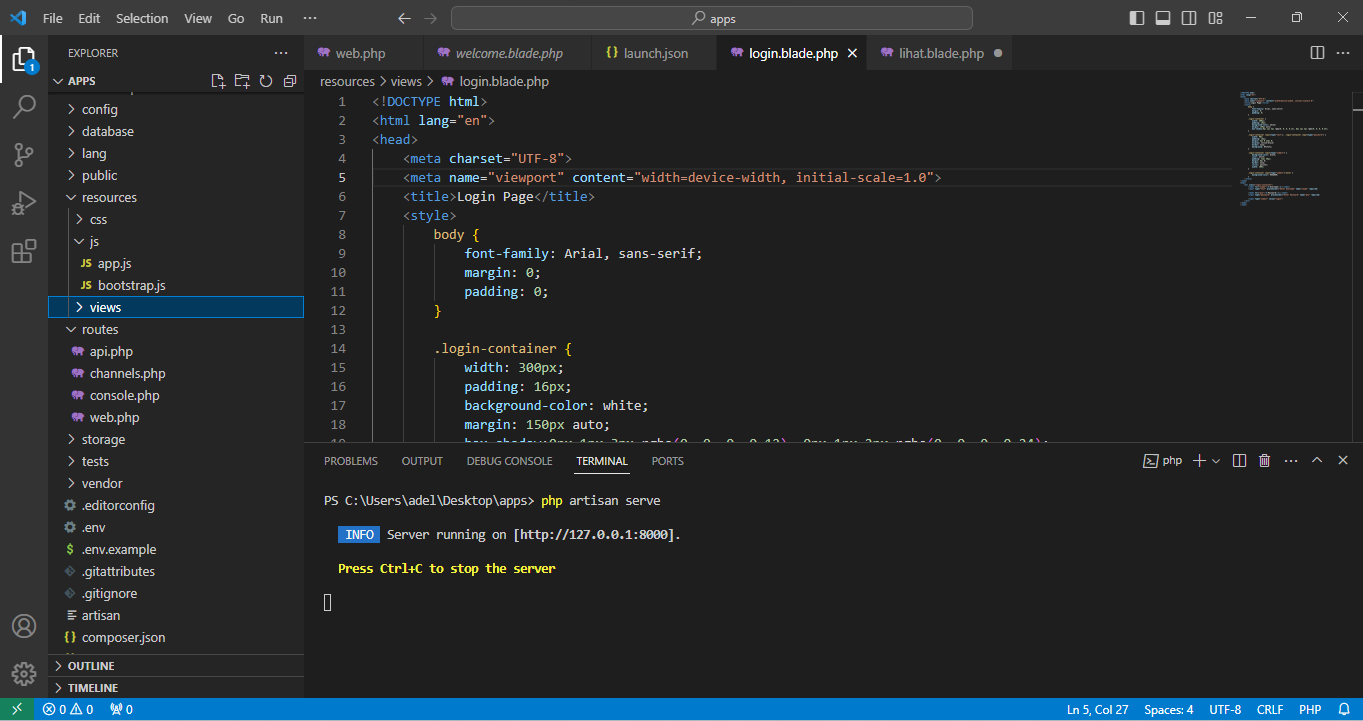 File Edit Selection View Go Run ··· apps
EXPLORER ···
1
APPS
config
database
lang
public
resources
css
js
JS app.js
JS bootstrap.js
views
routes
api.php
channels.php
console.php
web.php
storage
tests
vendor
.editorconfig
.env
$ .env.example
.gitattributes
.gitignore
artisan
{} composer.json
OUTLINE
TIMELINE
web.php welcome.blade.php {} launch.json login.blade.php lihat.blade.php
resources > views > login.blade.php
1 <!DOCTYPE html>
2 <html lang="en">
3 <head>
4 <meta charset="UTF-8">
5 <meta name="viewport" content="width=device-width, initial-scale=1.0">
6 <title>Login Page</title>
7 <style>
8 body {
9 font-family: Arial, sans-serif;
10 margin: 0;
11 padding: 0;
12 }
13
14 .login-container {
15 width: 300px;
16 padding: 16px;
17 background-color: white;
18 margin: 150px auto;
PROBLEMS OUTPUT DEBUG CONSOLE TERMINAL PORTS php
PS C:\Users\adel\Desktop\apps> php artisan serve
INFO Server running on [http://127.0.0.1:8000].
Press Ctrl+C to stop the server
0 0 0 Ln 5, Col 27 Spaces: 4 UTF-8 CRLF PHP